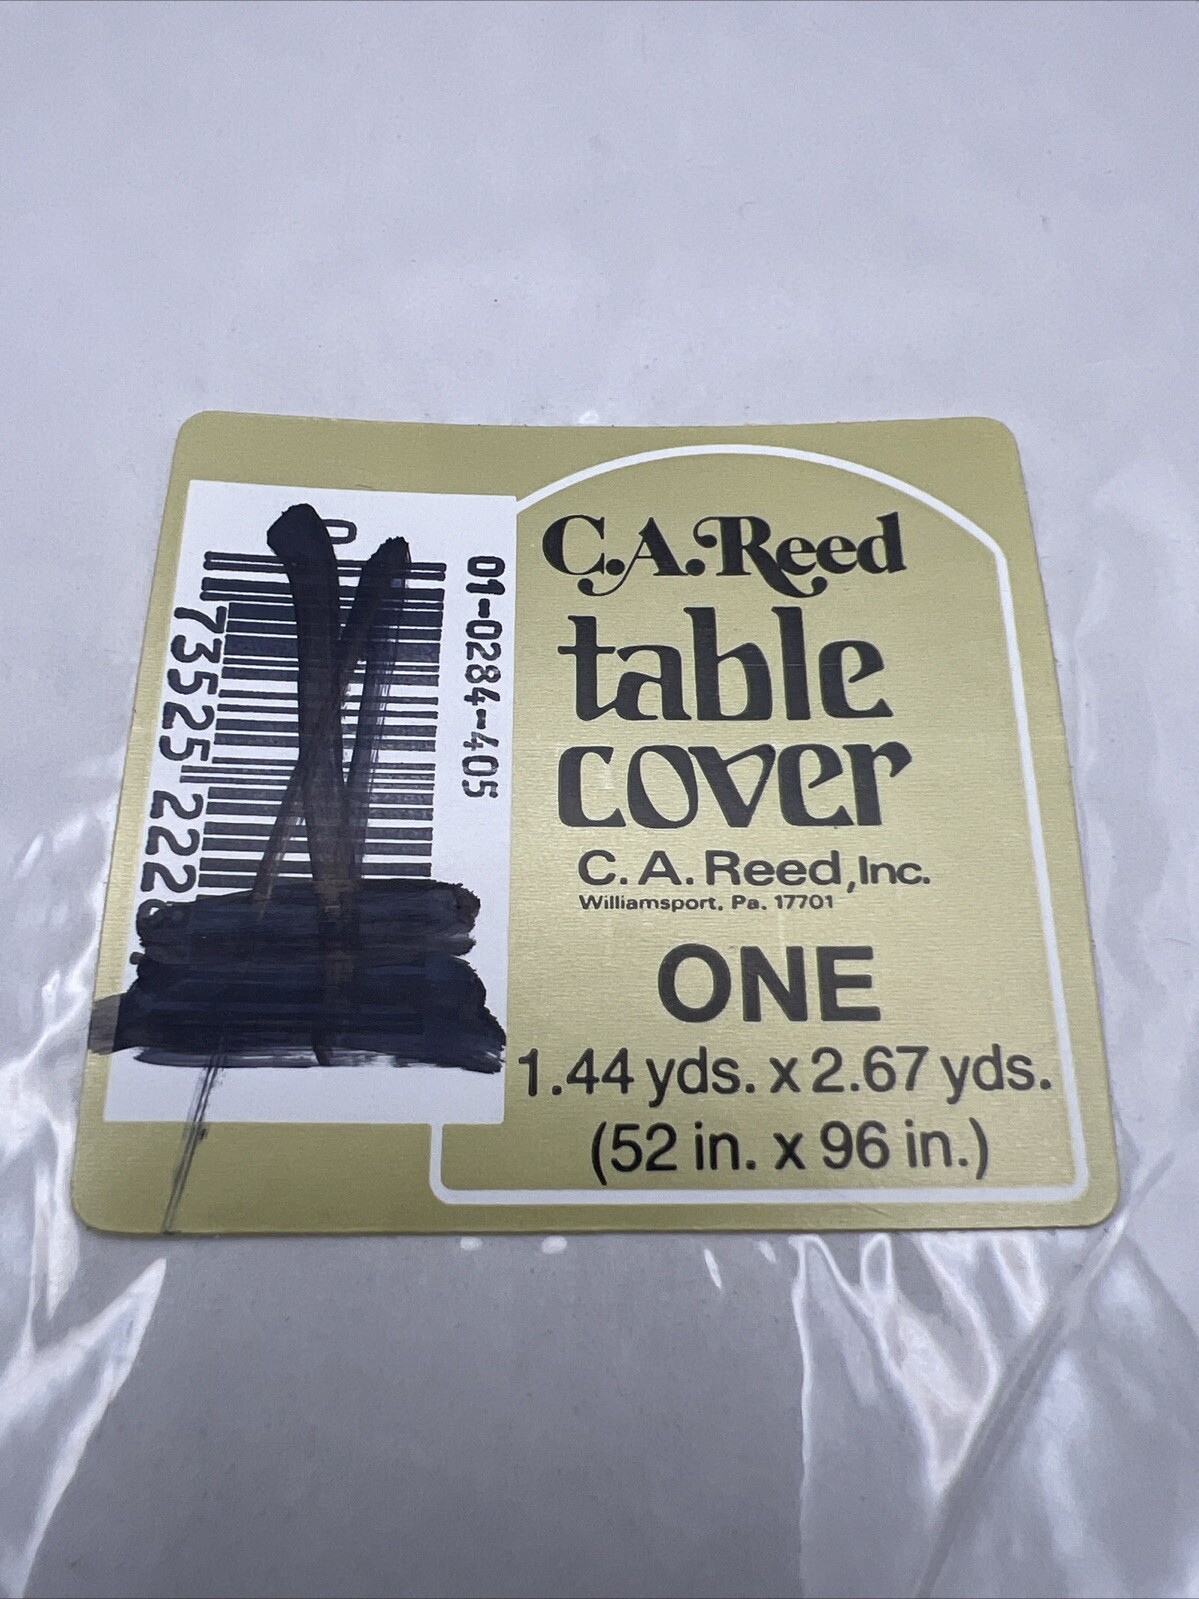 C.A. Reed
table
cover
C. A. Reed, Inc.
Williamsport, Pa. 17701
ONE
1.44 yds. x 2.67 yds.
(52 in. x 96 in.)
01-0284-405
0
73525 222